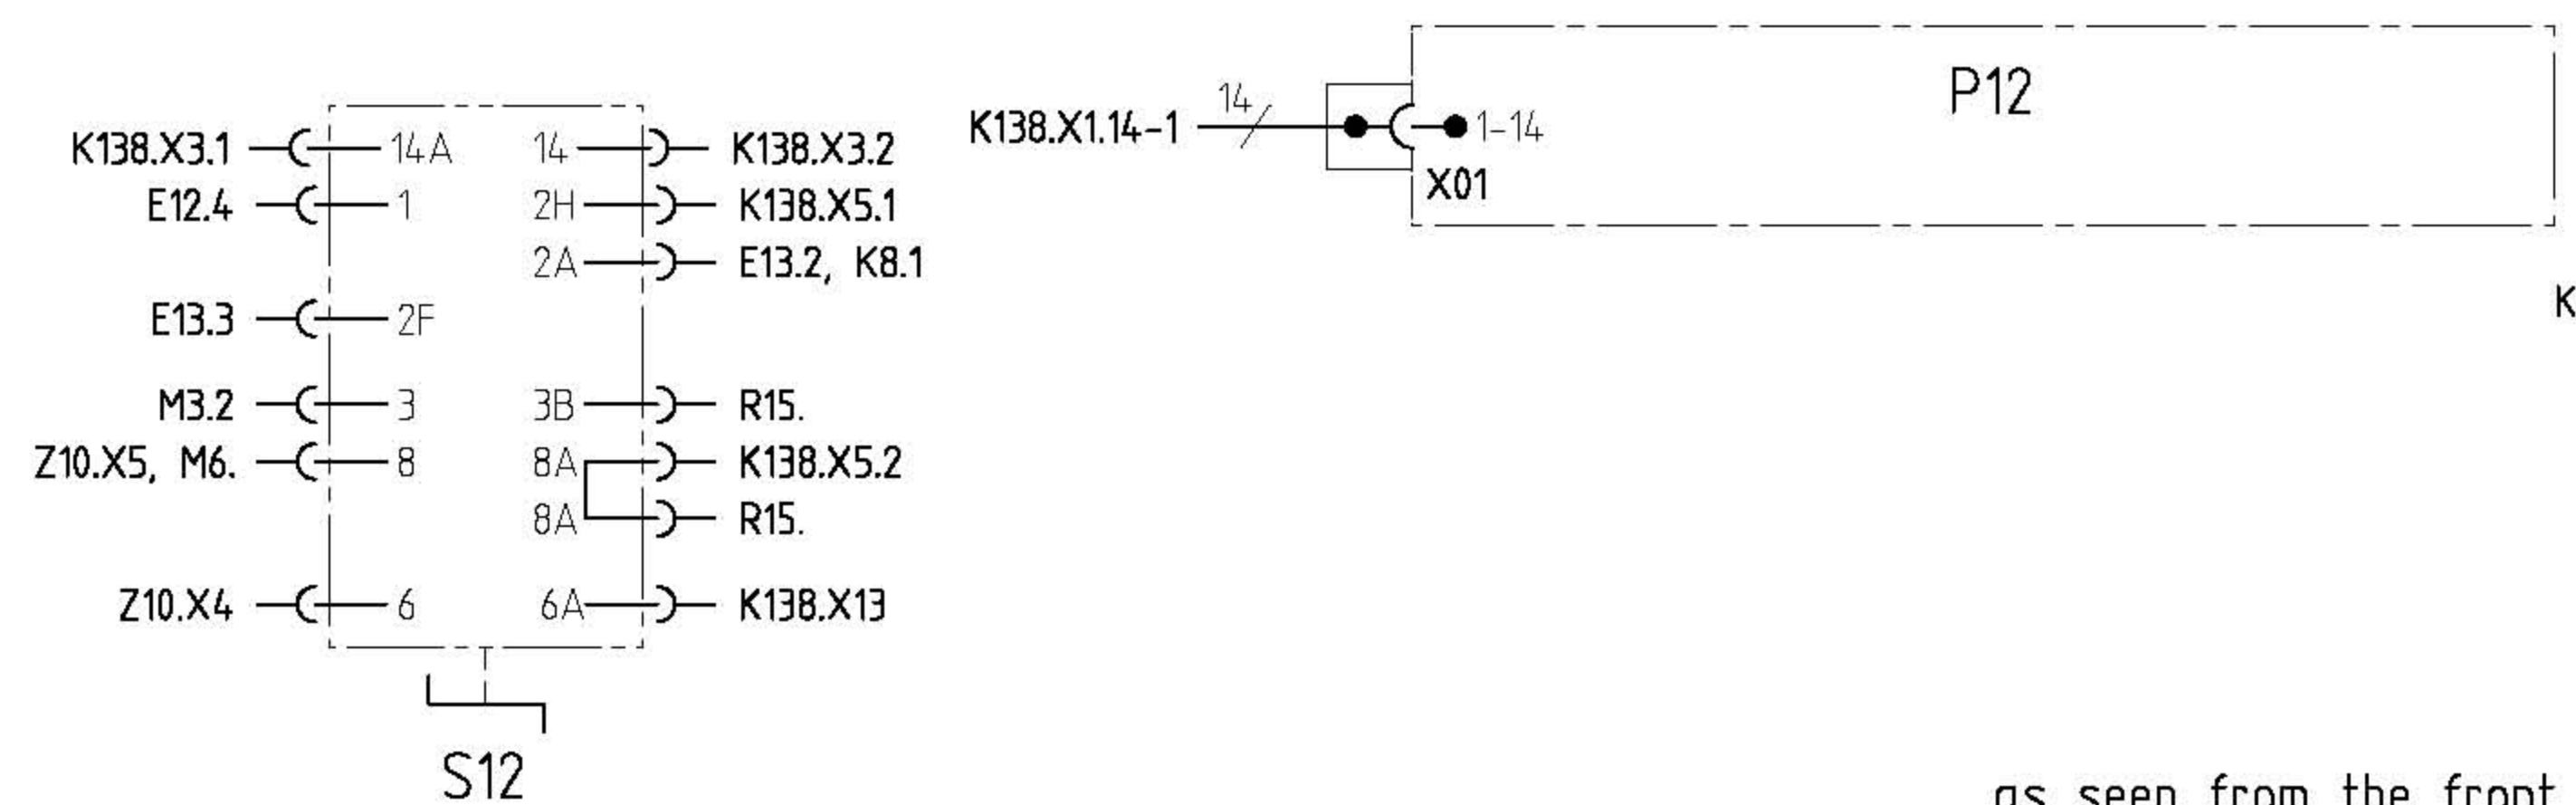 P12
14
K138.X1.14-1
1-14
X01
K138.X3.1 14A 14 K138.X3.2
E12.4 1 2H K138.X5.1
2A E13.2, K8.1
E13.3 2F
K
M3.2 3 3B R15.
Z10.X5, M6. 8 8A K138.X5.2
8A R15.
Z10.X4 6 6A K138.X13
S12
as seen from the front